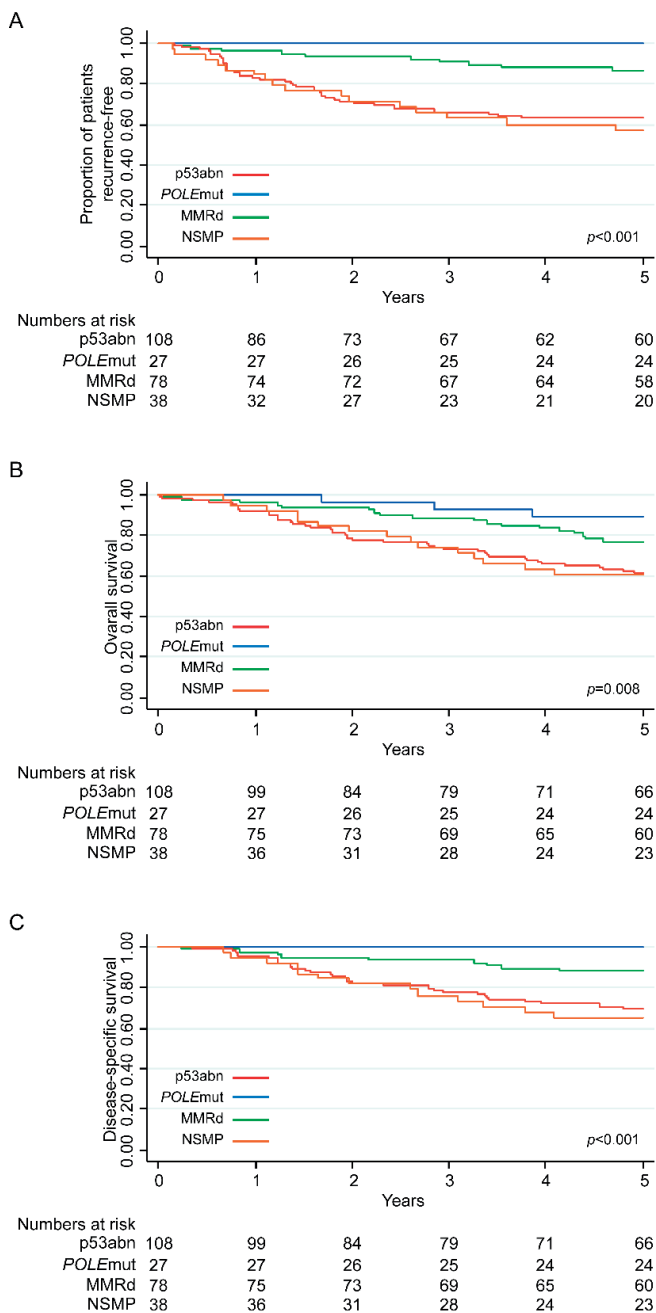 A
Proportion of patients
recurrence-free
1.00
0.80
0.60
0.40
0.20
0.00
p53abn
POLEmut
MMRd
NSMP
p<0.001
0 1 2 3 4 5
Years
Numbers at risk
p53abn 108 86 73 67 62 60
POLEmut 27 27 26 25 24 24
MMRd 78 74 72 67 64 58
NSMP 38 32 27 23 21 20
B
Ovarall survival
1.00
0.80
0.60
0.40
0.20
0.00
p53abn
POLEmut
MMRd
NSMP
p=0.008
0 1 2 3 4 5
Years
Numbers at risk
p53abn 108 99 84 79 71 66
POLEmut 27 27 26 25 24 24
MMRd 78 75 73 69 65 60
NSMP 38 36 31 28 24 23
C
Disease-specific survival
1.00
0.80
0.60
0.40
0.20
0.00
p53abn
POLEmut
MMRd
NSMP
p<0.001
0 1 2 3 4 5
Years
Numbers at risk
p53abn 108 99 84 79 71 66
POLEmut 27 27 26 25 24 24
MMRd 78 75 73 69 65 60
NSMP 38 36 31 28 24 23